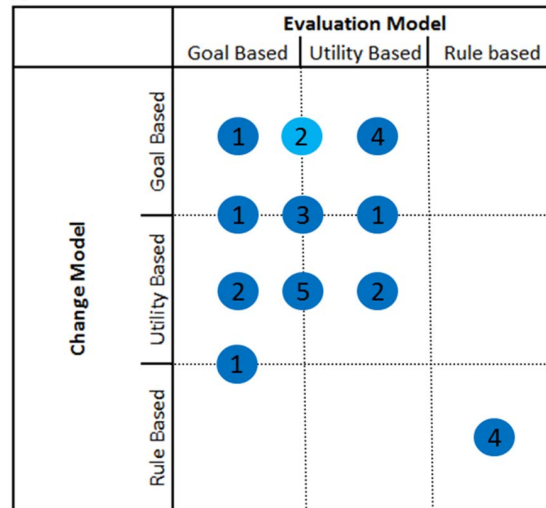 Evaluation Model
Goal Based Utility Based Rule based
Change Model
Goal Based
1 2 4
1 3 1
Utility Based
2 5 2
1
Rule Based
4